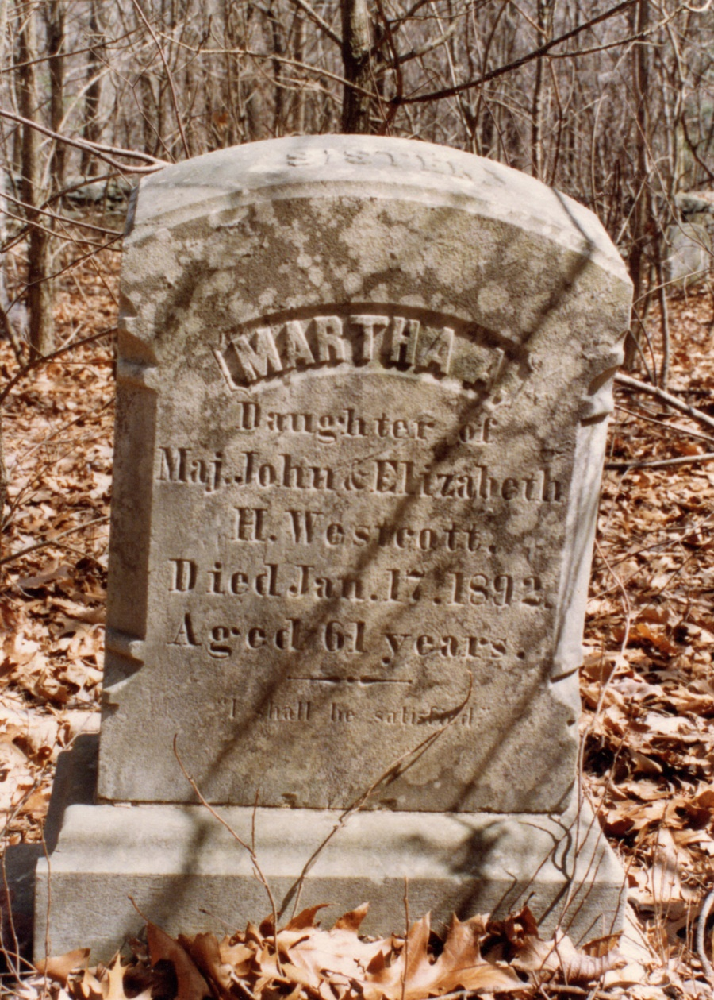 SISTER
MARTHA.
Daughter of
Maj. John & Elizabeth
H. Westcott.
Died Jan. 17. 1892.
Aged 61 years.
"I shall be satisfied."